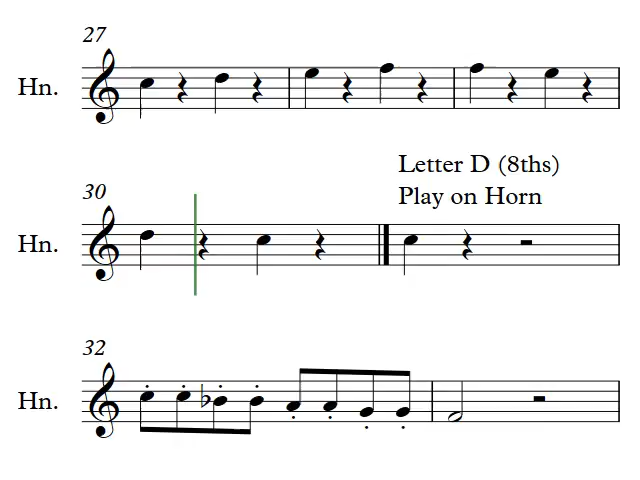 27
Hn.
Letter D (8ths)
Play on Horn
30
Hn.
32
Hn.